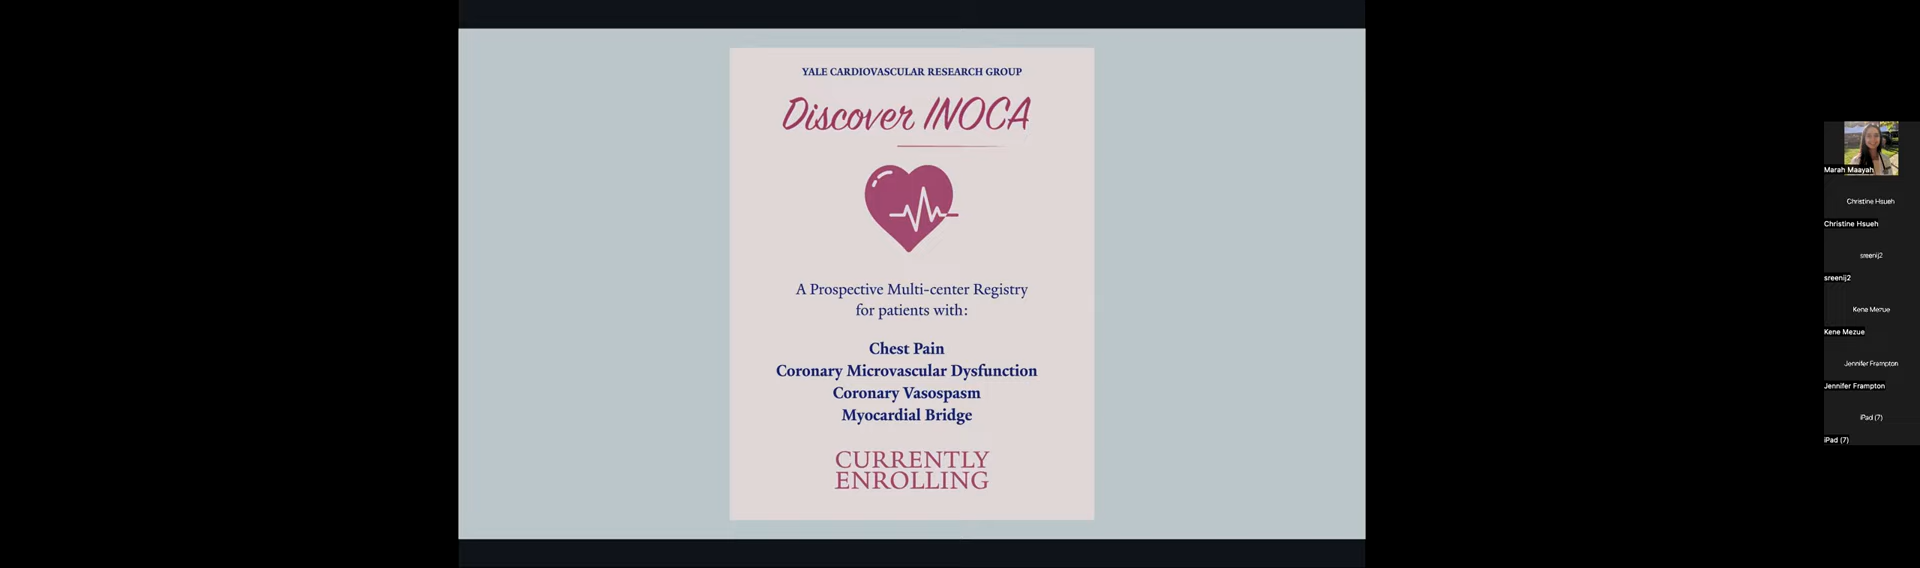 YALE CARDIOVASCULAR RESEARCH GROUP
Discover INOCA
A Prospective Multi-center Registry
for patients with:
Chest Pain
Coronary Microvascular Dysfunction
Coronary Vasospasm
Myocardial Bridge
CURRENTLY
ENROLLING
Marah Maayah
Christine Hsueh
Christine Hsueh
sreenij2
sreenij2
Kene Mezue
Kene Mezue
Jennifer Frampton
Jennifer Frampton
iPad (7)
iPad (7)